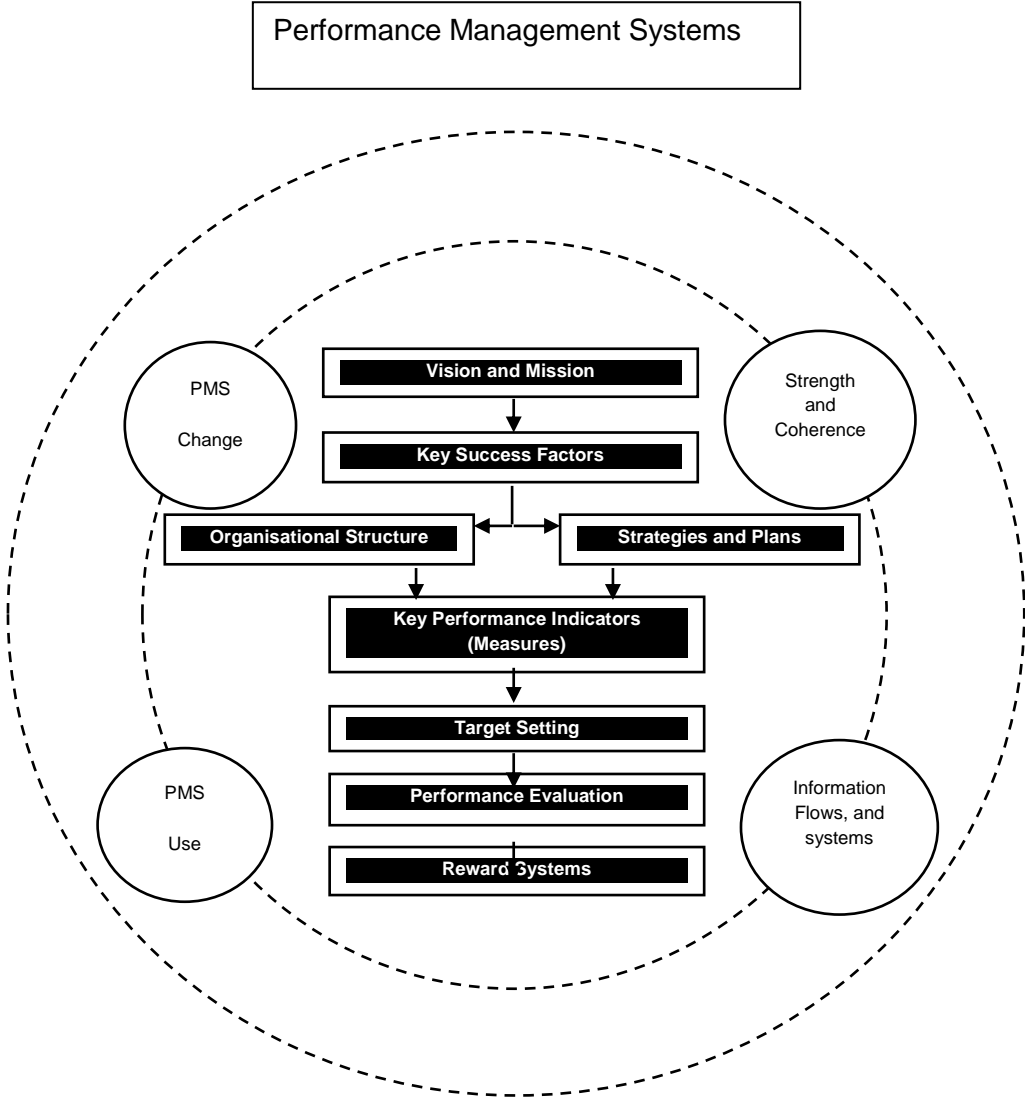 Performance Management Systems
PMS
Change
Strength
and
Coherence
Vision and Mission
Key Success Factors
Organisational Structure
Strategies and Plans
Key Performance Indicators
(Measures)
Target Setting
Performance Evaluation
Reward Systems
PMS
Use
Information
Flows, and
systems